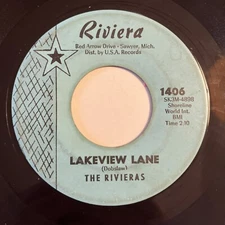 Riviera
Red Arrow Drive - Sawyer, Mich.
Dist. by U.S.A. Records
1406
SK3M-4898
Shoreline
World Int.
BMI
Time 2:10
LAKEVIEW LANE
THE RIVIERAS